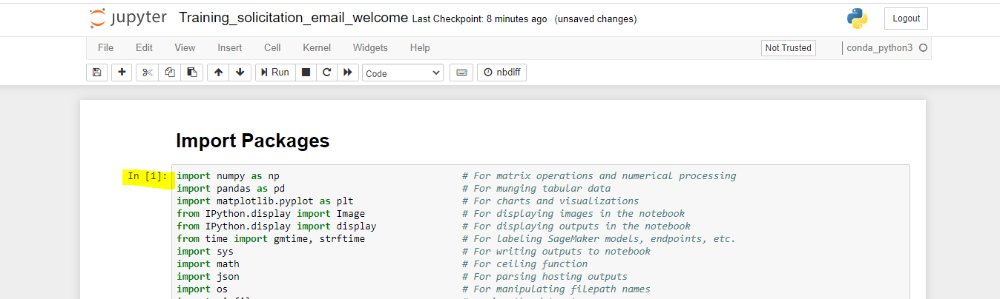 jupyter Training_solicitation_email_welcome Last Checkpoint: 8 minutes ago (unsaved changes) Logout
File Edit View Insert Cell Kernel Widgets Help Not Trusted conda_python3
Run Code nbdiff
Import Packages
In [1]: import numpy as np # For matrix operations and numerical processing
import pandas as pd # For munging tabular data
import matplotlib.pyplot as plt # For charts and visualizations
from IPython.display import Image # For displaying images in the notebook
from IPython.display import display # For displaying outputs in the notebook
from time import gmtime, strftime # For labeling SageMaker models, endpoints, etc.
import sys # For writing outputs to notebook
import math # For ceiling function
import json # For parsing hosting outputs
import os # For manipulating filepath names